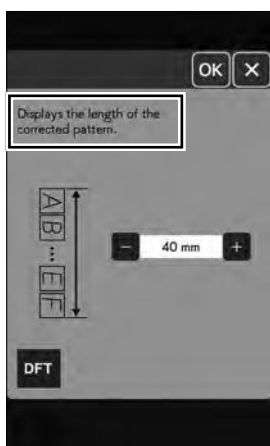 OK X
Displays the length of the
corrected pattern.
A
B
...
E
F
- 40 mm +
DFT